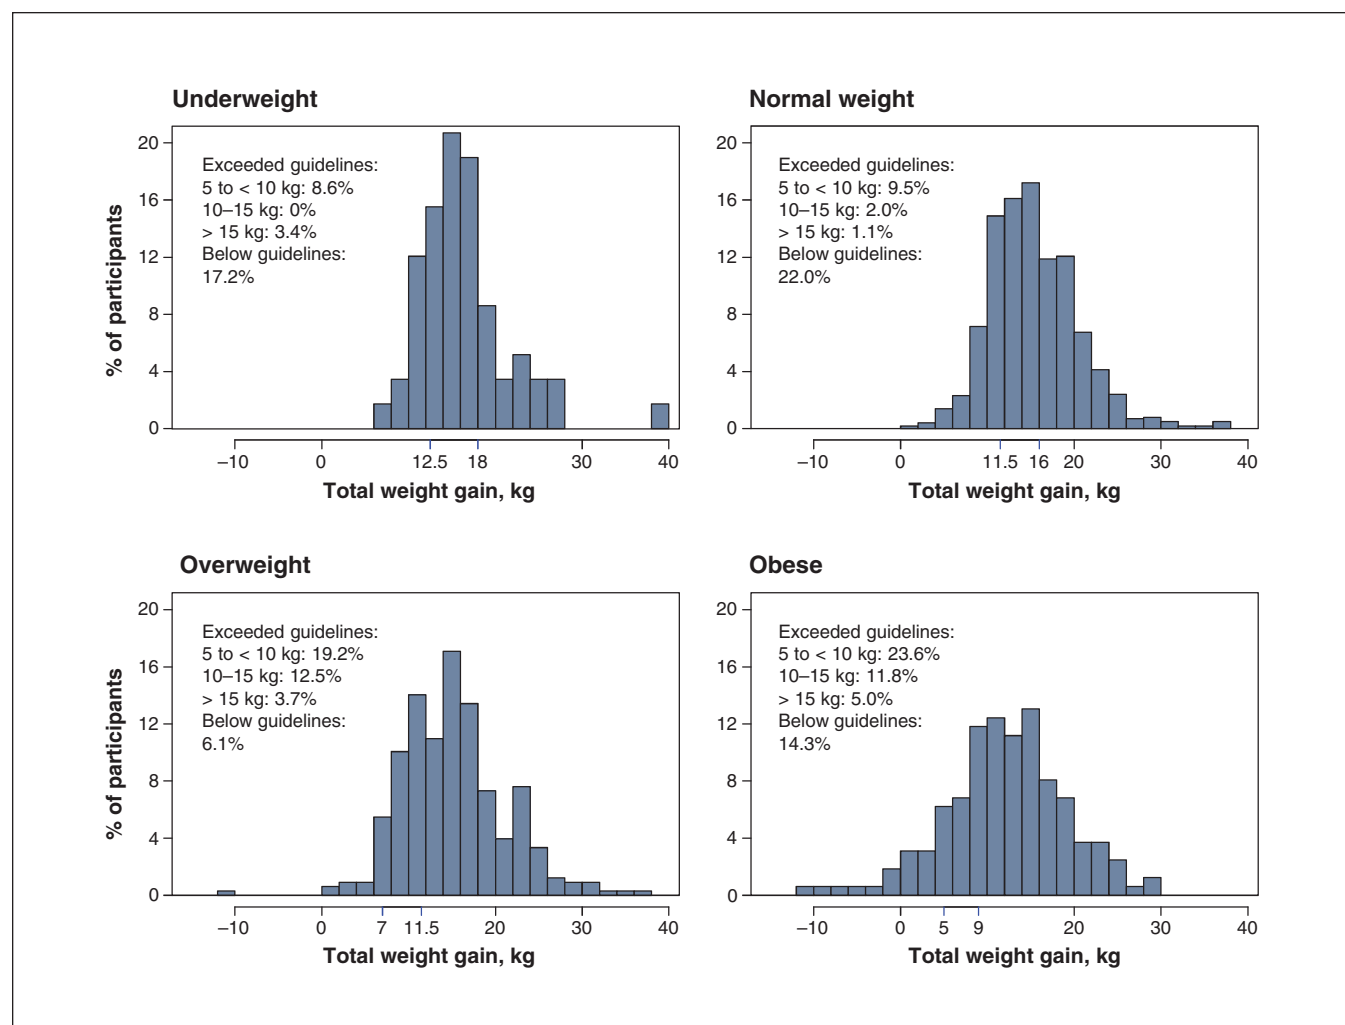 Underweight
Exceeded guidelines:
5 to < 10 kg: 8.6%
10–15 kg: 0%
> 15 kg: 3.4%
Below guidelines:
17.2%
% of participants
20
16
12
8
4
0
–10 0 12.5 18 30 40
Total weight gain, kg
Normal weight
Exceeded guidelines:
5 to < 10 kg: 9.5%
10–15 kg: 2.0%
> 15 kg: 1.1%
Below guidelines:
22.0%
20
16
12
8
4
0
–10 0 11.5 16 20 30 40
Total weight gain, kg
Overweight
Exceeded guidelines:
5 to < 10 kg: 19.2%
10–15 kg: 12.5%
> 15 kg: 3.7%
Below guidelines:
6.1%
% of participants
20
16
12
8
4
0
–10 0 7 11.5 20 30 40
Total weight gain, kg
Obese
Exceeded guidelines:
5 to < 10 kg: 23.6%
10–15 kg: 11.8%
> 15 kg: 5.0%
Below guidelines:
14.3%
20
16
12
8
4
0
–10 0 5 9 20 30 40
Total weight gain, kg